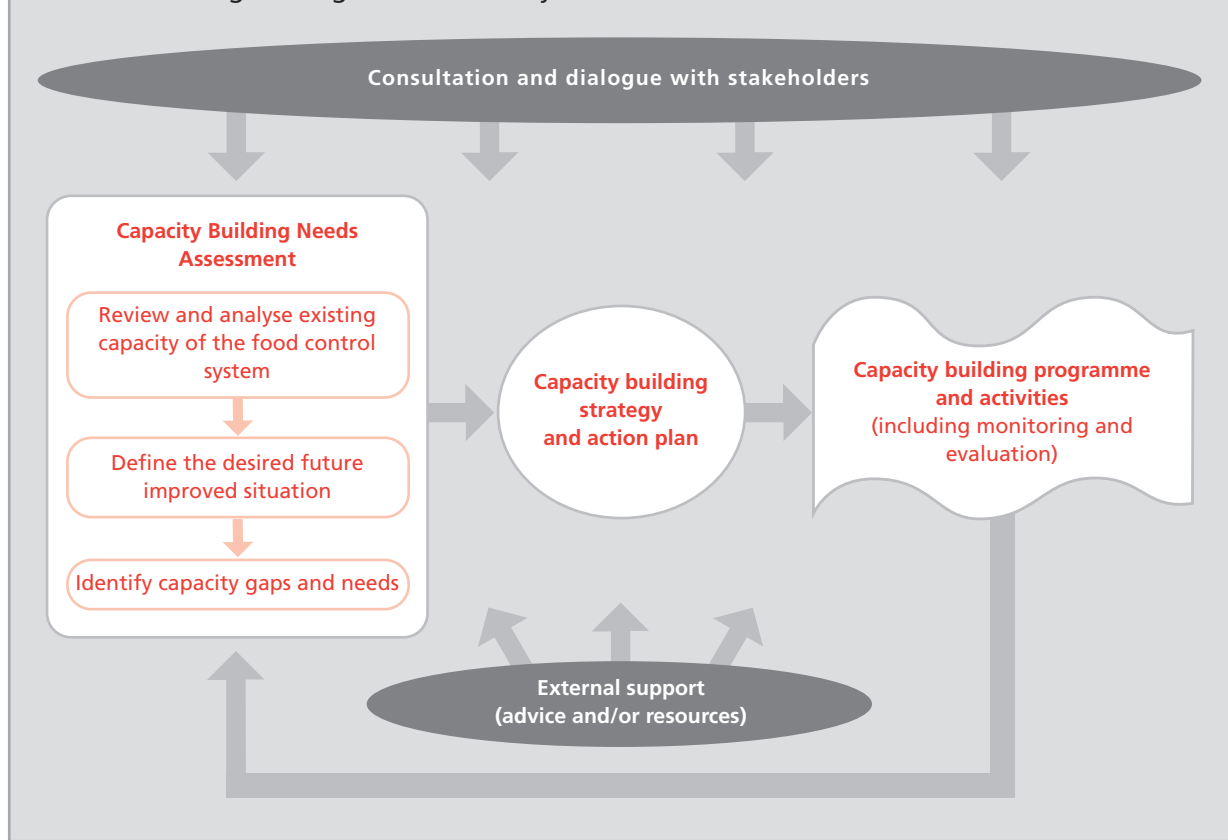 Consultation and dialogue with stakeholders
Capacity Building Needs
Assessment
Review and analyse existing
capacity of the food control
system
Define the desired future
improved situation
Identify capacity gaps and needs
Capacity building
strategy
and action plan
Capacity building programme
and activities
(including monitoring and
evaluation)
External support
(advice and/or resources)